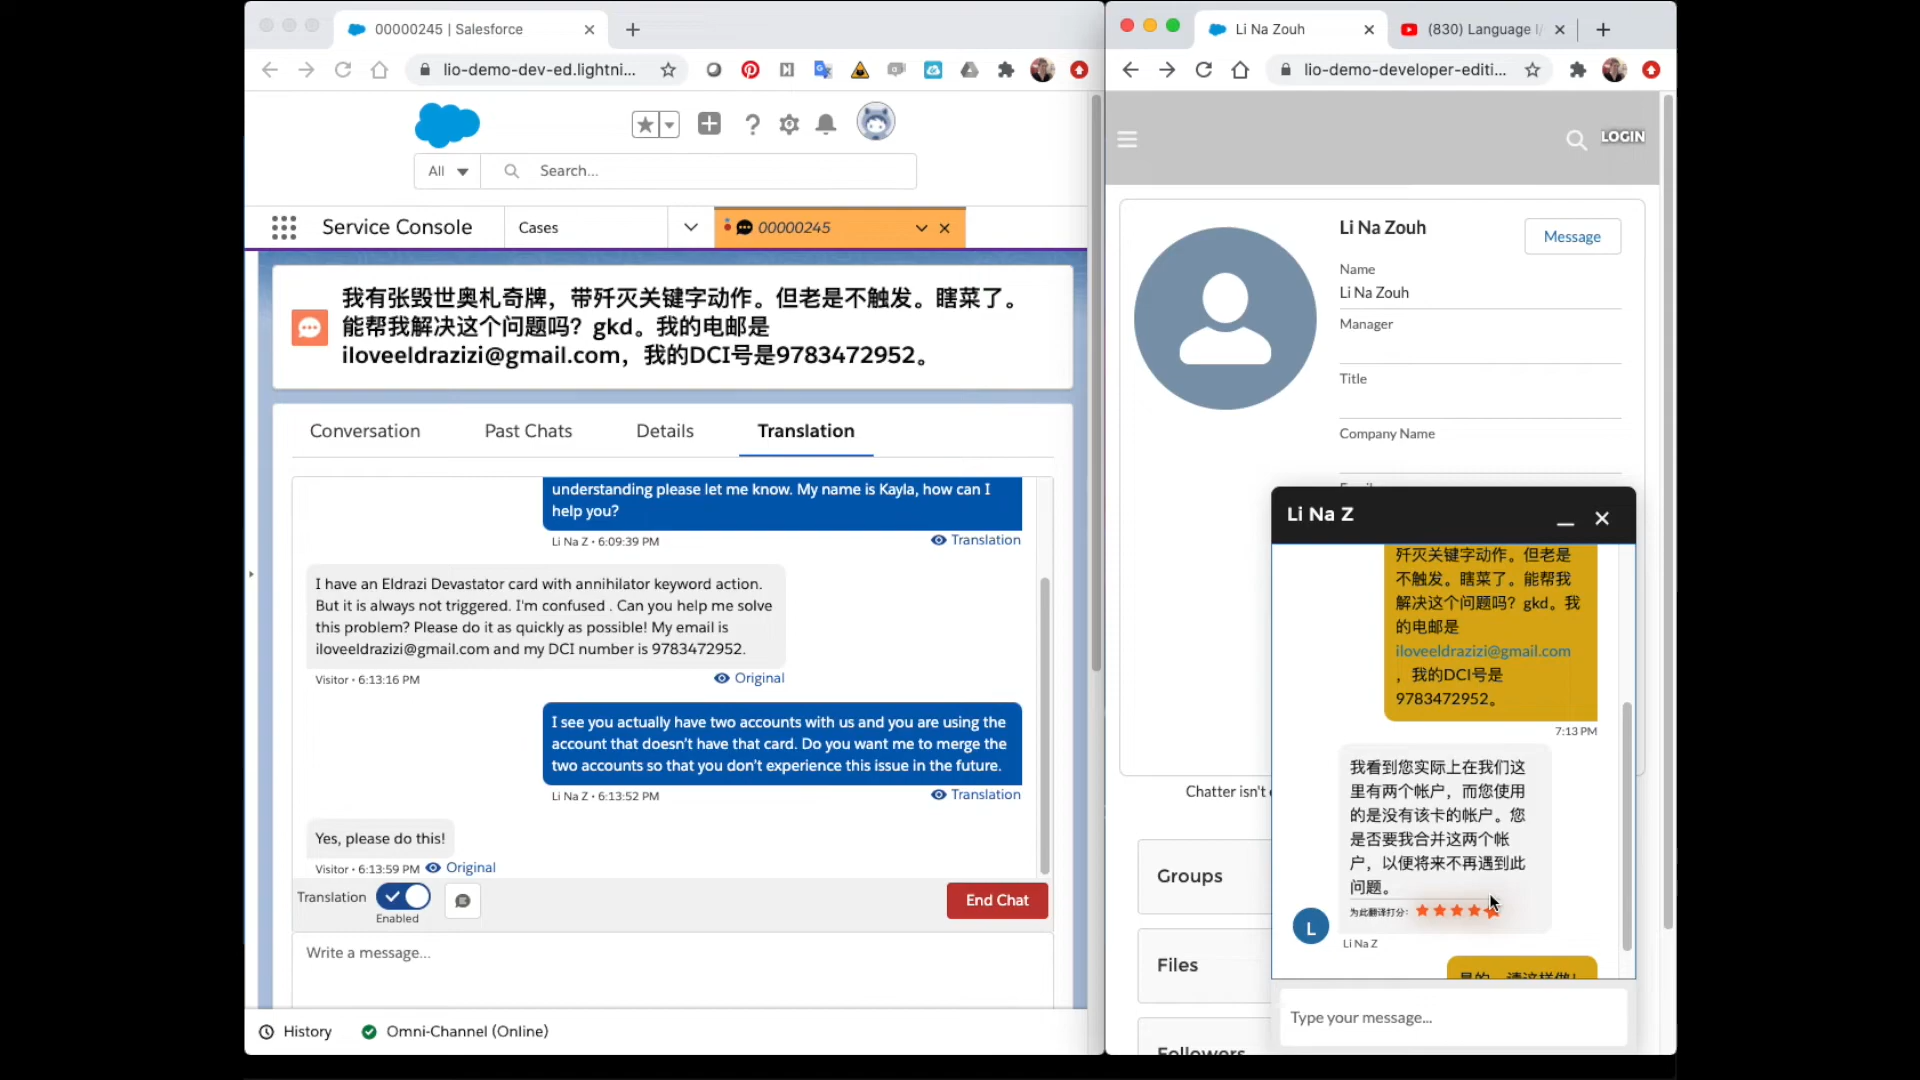 00000245 | Salesforce
lio-demo-dev-ed.lightni...
All
Search...
Service Console
Cases
00000245
我有张毁世奥札奇牌，带歼灭关键字动作。但老是不触发。瞎菜了。
能帮我解决这个问题吗？gkd。我的电邮是
iloveeldrazizi@gmail.com，我的DCI号是9783472952。
Conversation
Past Chats
Details
Translation
understanding please let me know. My name is Kayla, how can I
help you?
Li Na Z • 6:09:39 PM
Translation
I have an Eldrazi Devastator card with annihilator keyword action.
But it is always not triggered. I'm confused . Can you help me solve
this problem? Please do it as quickly as possible! My email is
iloveeldrazizi@gmail.com and my DCI number is 9783472952.
Visitor • 6:13:16 PM
Original
I see you actually have two accounts with us and you are using the
account that doesn't have that card. Do you want me to merge the
two accounts so that you don't experience this issue in the future.
Li Na Z • 6:13:52 PM
Translation
Yes, please do this!
Visitor • 6:13:59 PM
Original
Translation
Enabled
End Chat
Write a message...
History
Omni-Channel (Online)
Li Na Zouh
(830) Language I/
lio-demo-developer-editi...
LOGIN
Li Na Zouh
Message
Name
Li Na Zouh
Manager
Title
Company Name
Chatter isn't
Groups
Files
Followers
Li Na Z
歼灭关键字动作。但老是
不触发。瞎菜了。能帮我
解决这个问题吗？gkd。我
的电邮是
iloveeldrazizi@gmail.com
，我的DCI号是
9783472952。
7:13 PM
我看到您实际上在我们这
里有两个帐户，而您使用
的是没有该卡的帐户。您
是否要我合并这两个帐
户，以便将来不再遇到此
问题。
为此翻译打分：
L
Li Na Z
是的，请这样做！
Type your message...